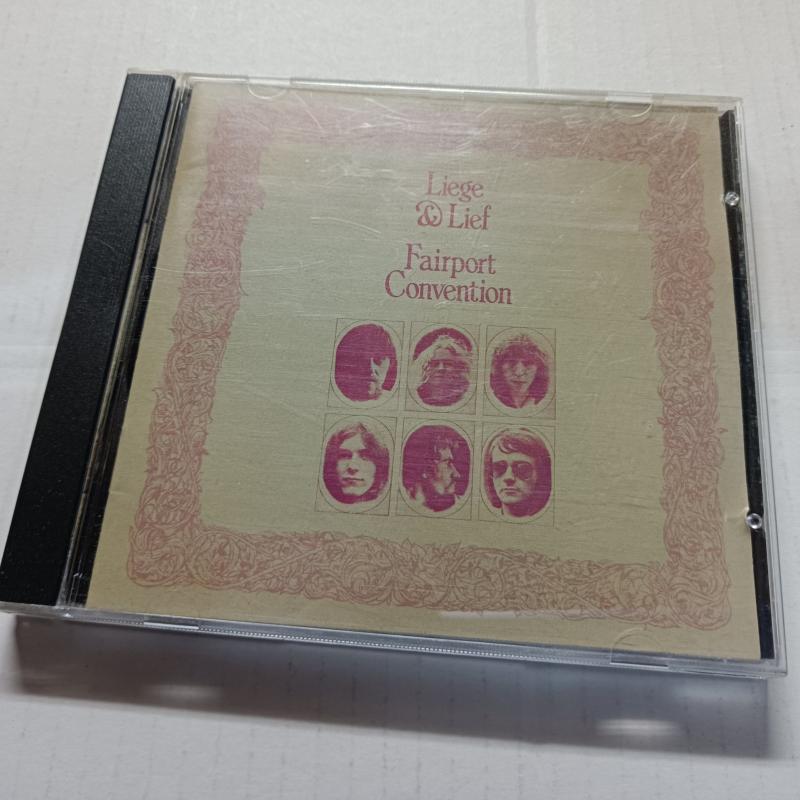 Liege
& Lief
Fairport
Convention